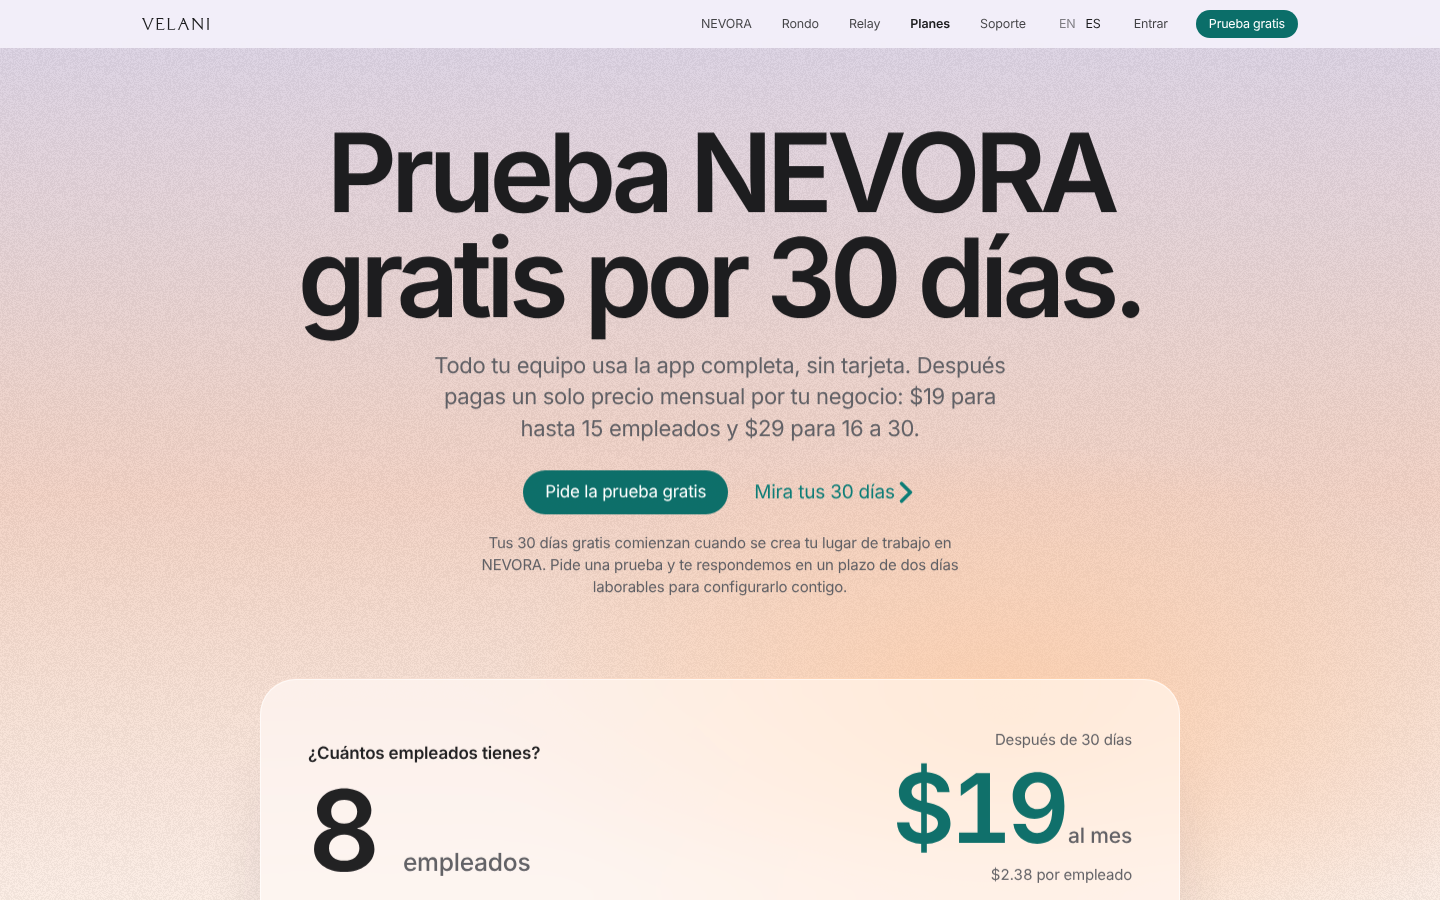 VELANI
NEVORA Rondo Relay Planes Soporte EN ES Entrar Prueba gratis
Prueba NEVORA
gratis por 30 días.
Todo tu equipo usa la app completa, sin tarjeta. Después
pagas un solo precio mensual por tu negocio: $19 para
hasta 15 empleados y $29 para 16 a 30.
Pide la prueba gratis
Mira tus 30 días
Tus 30 días gratis comienzan cuando se crea tu lugar de trabajo en
NEVORA. Pide una prueba y te respondemos en un plazo de dos días
laborables para configurarlo contigo.
¿Cuántos empleados tienes?
8 empleados
Después de 30 días
$19 al mes
$2.38 por empleado